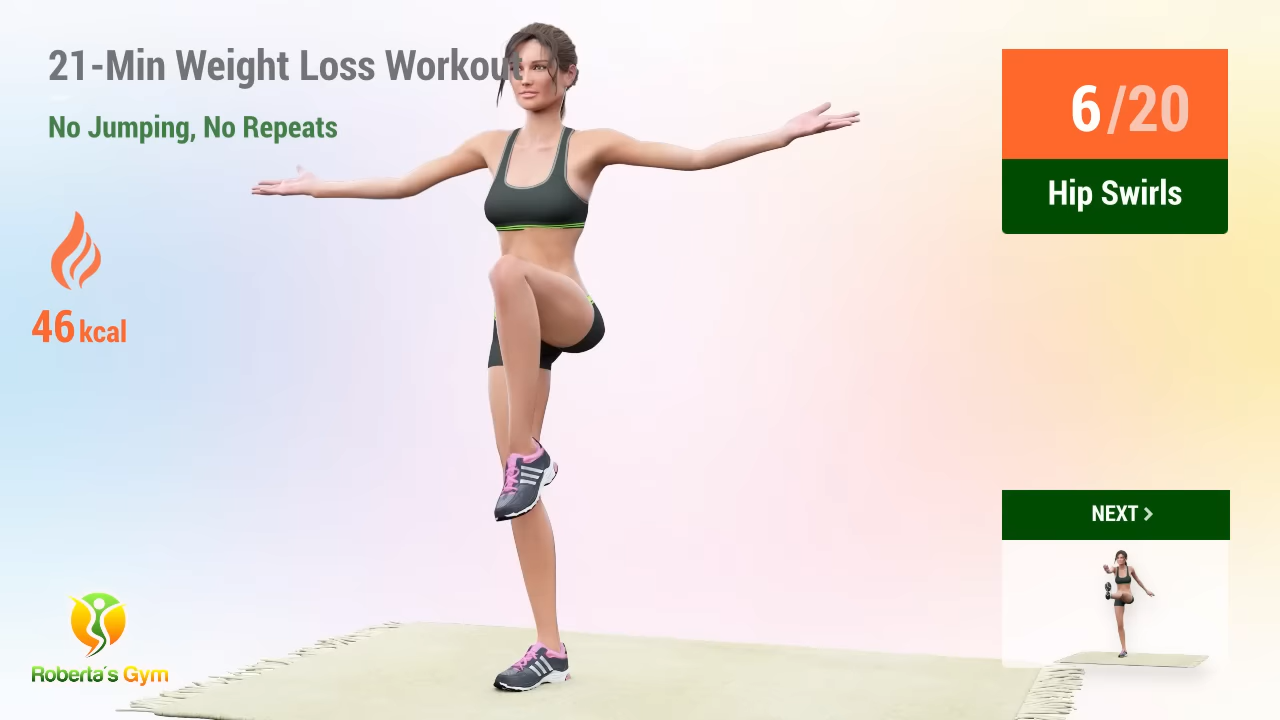 21-Min Weight Loss Workout
No Jumping, No Repeats
46 kcal
6/20
Hip Swirls
NEXT >
Roberta´s Gym